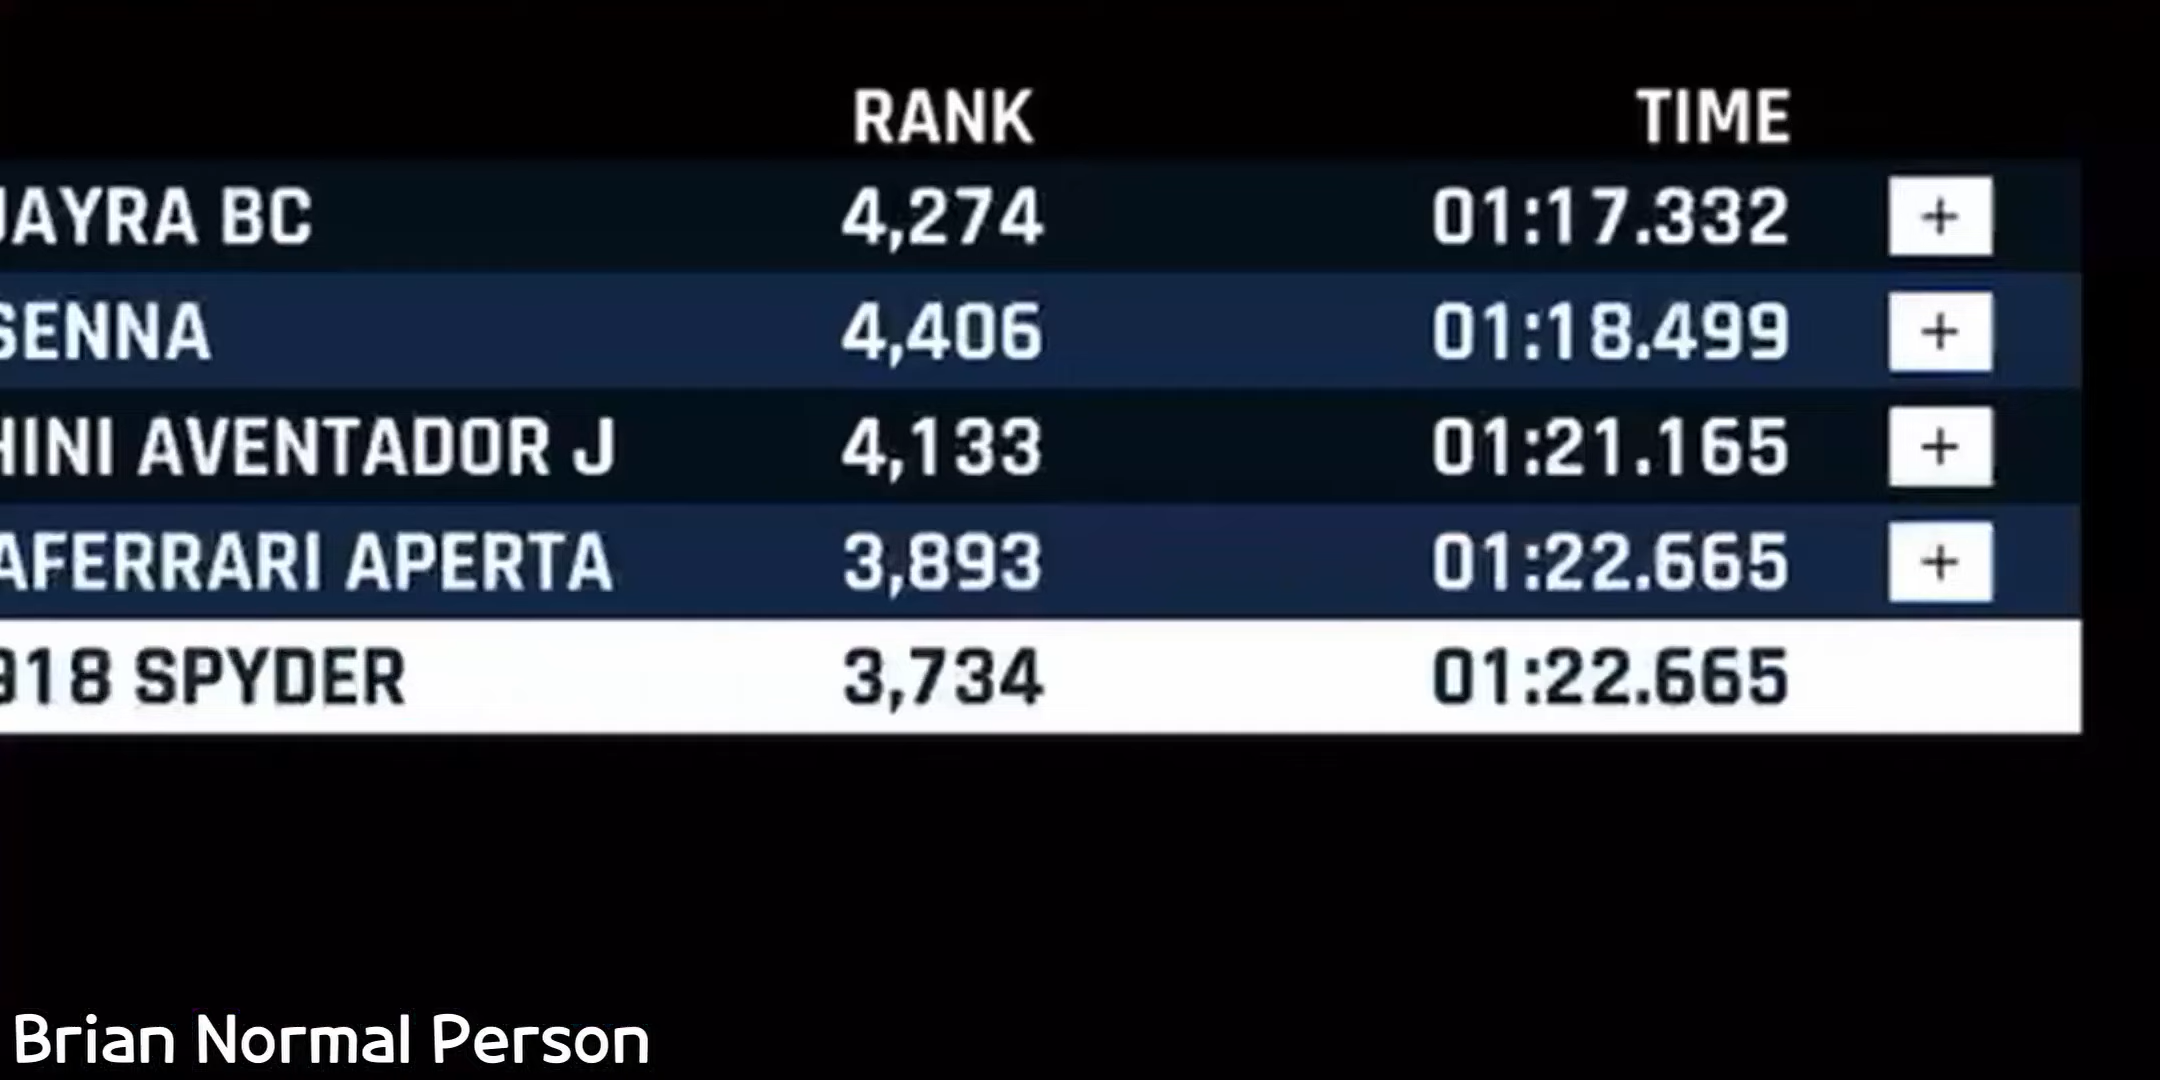 RANK TIME
UAYRA BC 4,274 01:17.332 +
SENNA 4,406 01:18.499 +
HINI AVENTADOR J 4,133 01:21.165 +
AFERRARI APERTA 3,893 01:22.665 +
918 SPYDER 3,734 01:22.665
Brian Normal Person